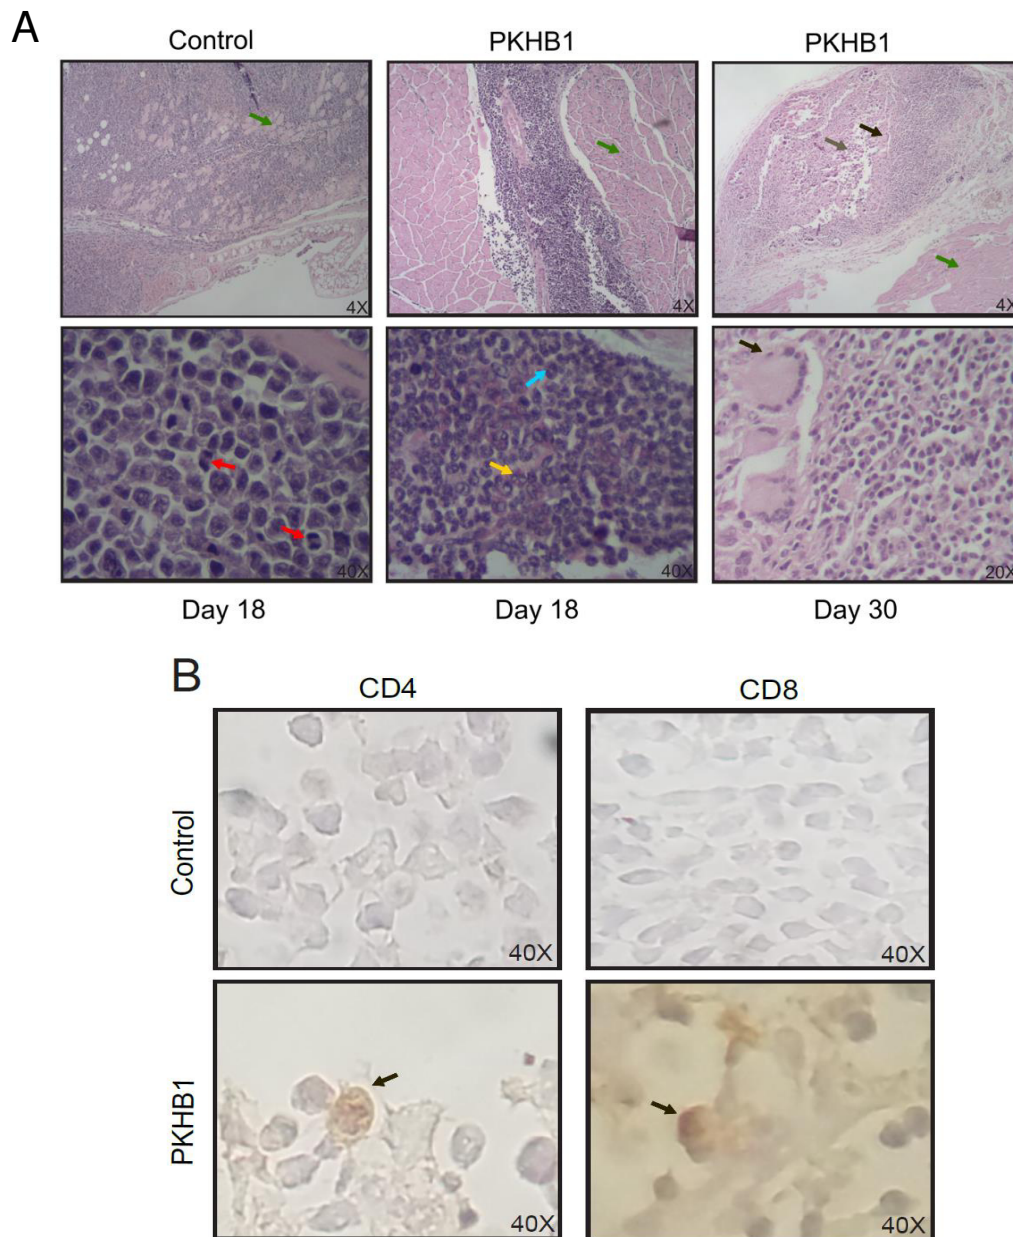 A
Control PKHB1 PKHB1
4X 4X 4X
40X 40X 20X
Day 18 Day 18 Day 30
B
CD4 CD8
Control
40X 40X
PKHB1
40X 40X